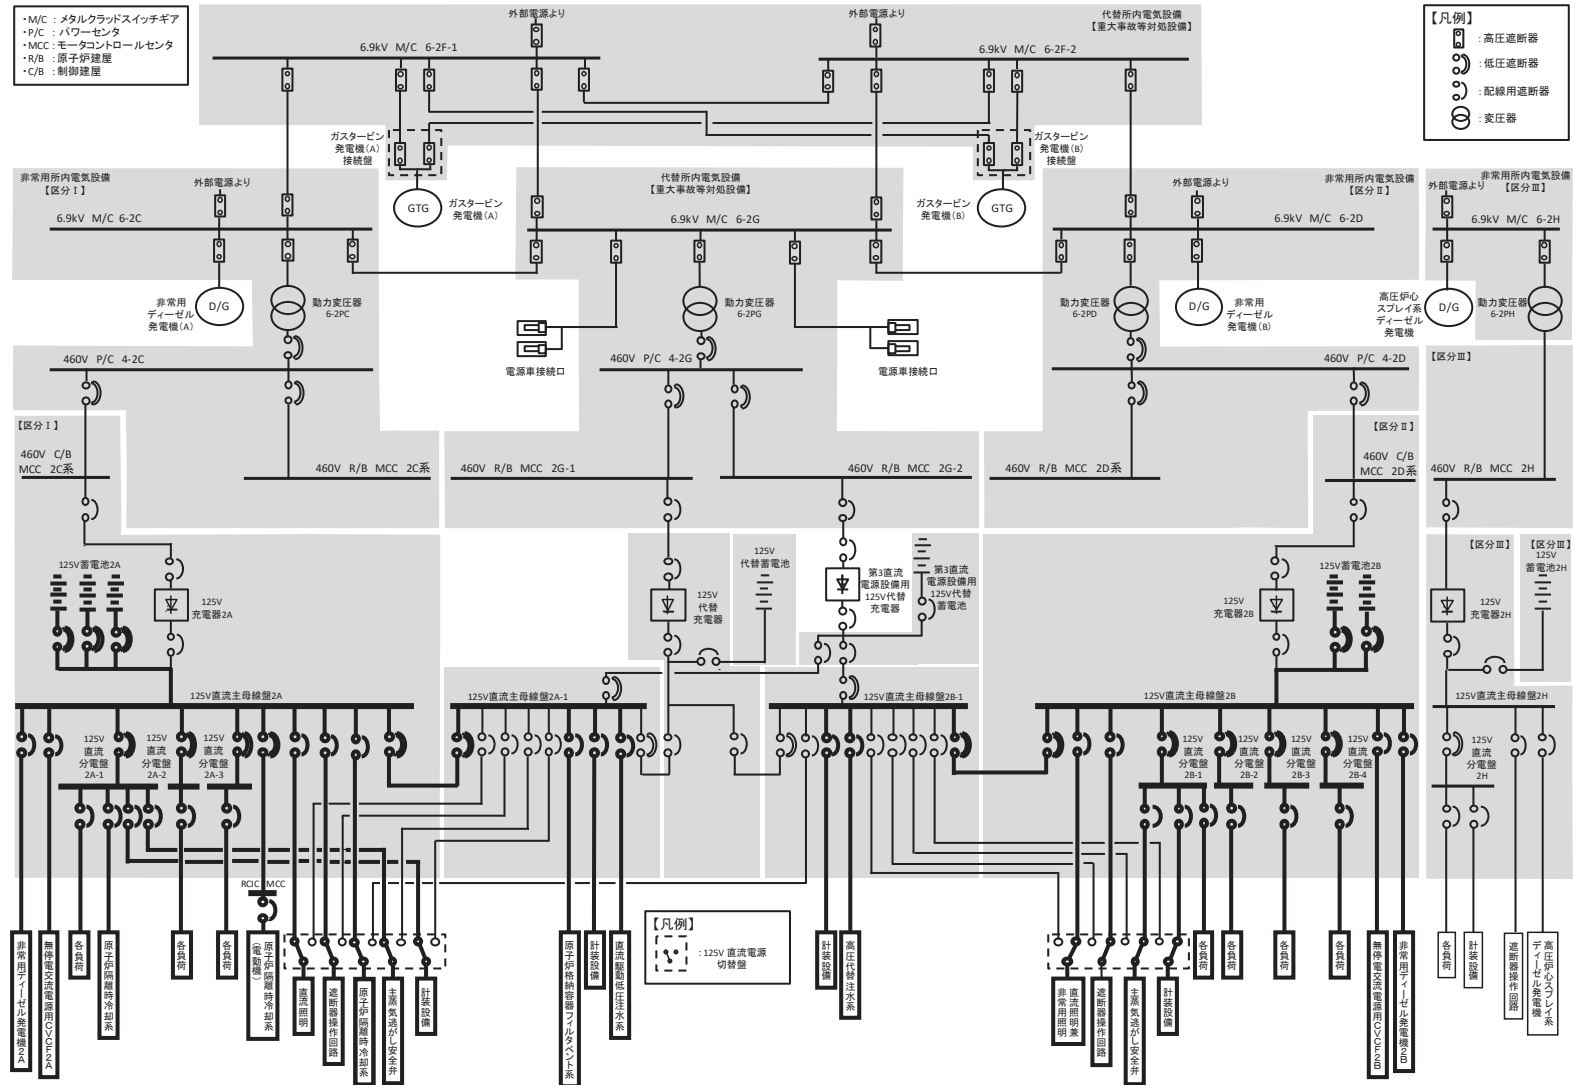 ・M/C ：メタルクラッドスイッチギア
・P/C ：パワーセンタ
・MCC：モータコントロールセンタ
・R/B ：原子炉建屋
・C/B ：制御建屋
外部電源より
外部電源より
代替所内電気設備
【重大事故等対処設備】
6.9kV M/C 6-2F-1
6.9kV M/C 6-2F-2
【凡例】
：高圧遮断器
：低圧遮断器
：配線用遮断器
：変圧器
ガスタービン
発電機(A)
接続盤
ガスタービン
発電機(B)
接続盤
GTG
ガスタービン
発電機(A)
ガスタービン
発電機(B)
GTG
非常用所内電気設備
【区分Ⅰ】
外部電源より
6.9kV M/C 6-2C
代替所内電気設備
【重大事故等対処設備】
6.9kV M/C 6-2G
非常用所内電気設備
【区分Ⅱ】
外部電源より
6.9kV M/C 6-2D
非常用所内電気設備
【区分Ⅲ】
外部電源より
6.9kV M/C 6-2H
非常用
ディーゼル
発電機(A)
D/G
動力変圧器
6-2PC
動力変圧器
6-2PG
動力変圧器
6-2PD
D/G
非常用
ディーゼル
発電機(B)
高圧炉心
スプレイ系
ディーゼル
発電機
D/G
動力変圧器
6-2PH
460V P/C 4-2C
電源車接続口
460V P/C 4-2G
電源車接続口
460V P/C 4-2D
【区分Ⅲ】
【区分Ⅰ】
460V C/B
MCC 2C系
460V R/B MCC 2C系
460V R/B MCC 2G-1
460V R/B MCC 2G-2
460V R/B MCC 2D系
【区分Ⅱ】
460V C/B
MCC 2D系
460V R/B MCC 2H
125V蓄電池2A
125V
充電器2A
125V
代替
充電器
125V
代替蓄電池
第3直流
電源設備用
125V代替
充電器
第3直流
電源設備用
125V代替
蓄電池
125V
充電器2B
125V蓄電池2B
【区分Ⅲ】
125V
充電器2H
【区分Ⅲ】
125V
蓄電池2H
125V直流主母線盤2A
125V直流主母線盤2A-1
125V直流主母線盤2B-1
125V直流主母線盤2B
125V直流主母線盤2H
125V
直流
分電盤
2A-1
125V
直流
分電盤
2A-2
125V
直流
分電盤
2A-3
125V
直流
分電盤
2B-1
125V
直流
分電盤
2B-2
125V
直流
分電盤
2B-3
125V
直流
分電盤
2B-4
125V
直流
分電盤
2H
RCIC MCC
非常用ディーゼル発電機2A
無停電交流電源用CVCF2A
各負荷
原子炉隔離時冷却系
各負荷
各負荷
原子炉隔離時冷却系
(電動機)
直流照明
遮断器操作回路
原子炉隔離時冷却系
主蒸気逃がし安全弁
計装設備
原子炉格納容器フィルタベント系
計装設備
直流駆動低圧注水系
【凡例】
：125V 直流電源
切替盤
計装設備
高圧代替注水系
直流照明兼
非常用照明
遮断器操作回路
主蒸気逃がし安全弁
計装設備
各負荷
各負荷
各負荷
各負荷
無停電交流電源用CVCF2B
非常用ディーゼル発電機2B
各負荷
計装設備
遮断器操作回路
高圧炉心スプレイ系
ディーゼル発電機